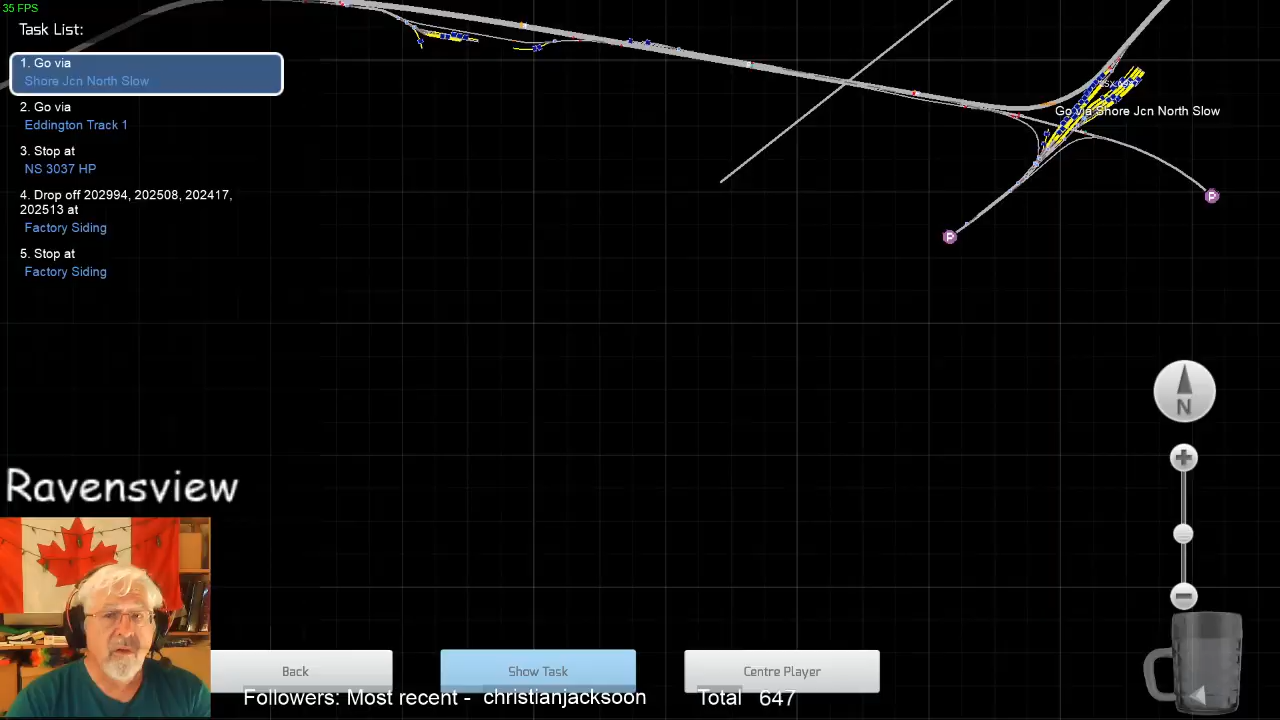 35 FPS
Task List:
1. Go via
Shore Jcn North Slow
2. Go via
Eddington Track 1
3. Stop at
NS 3037 HP
4. Drop off 202994, 202508, 202417,
202513 at
Factory Siding
5. Stop at
Factory Siding
Go via Shore Jcn North Slow
P
P
N
Ravensview
Back
Show Task
Centre Player
Followers: Most recent - christianjacksoon
Total 647